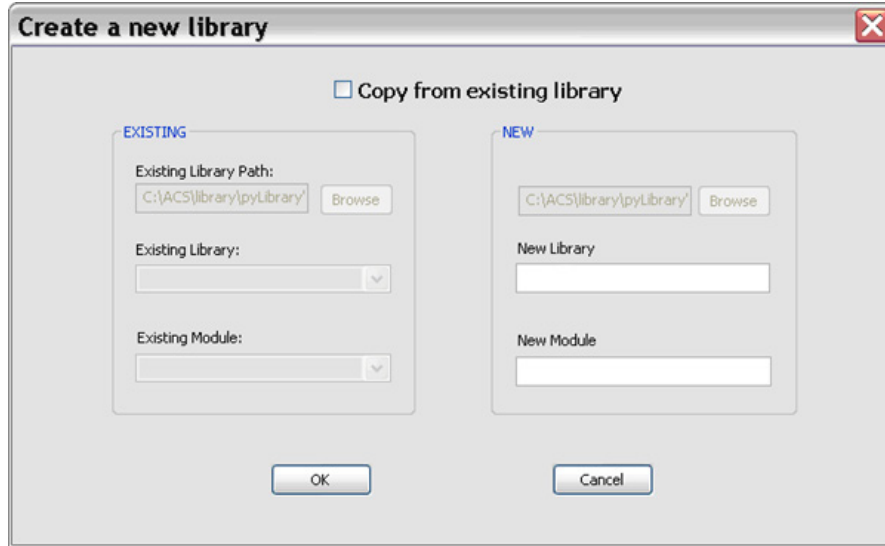 Create a new library
Copy from existing library
EXISTING
Existing Library Path:
C:\ACS\library\pyLibrary'
Browse
Existing Library:
Existing Module:
NEW
C:\ACS\library\pyLibrary'
Browse
New Library
New Module
OK
Cancel